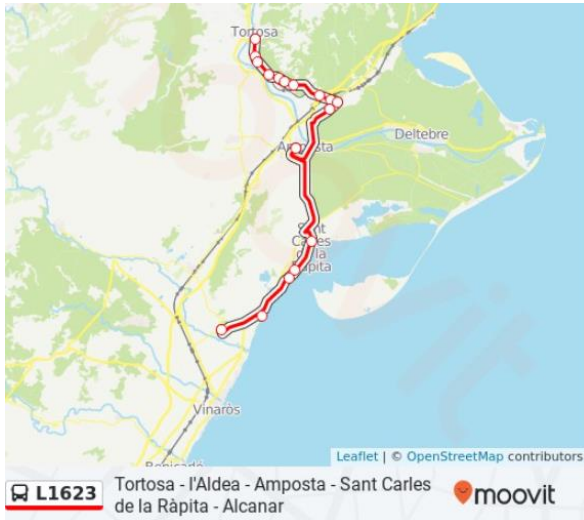 Tortosa
Deltebre
Amposta
Sant
Carles
de la
Ràpita
Vinaròs
Benicarló
Leaflet | © OpenStreetMap contributors
L1623
Tortosa - l'Aldea - Amposta - Sant Carles
de la Ràpita - Alcanar
moovit